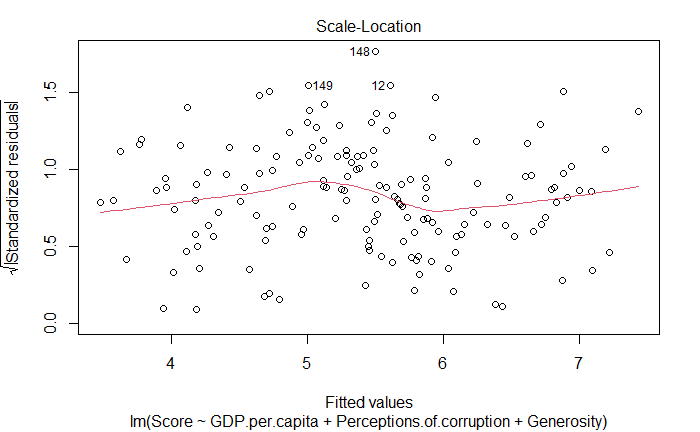 Scale-Location
√|Standardized residuals|
0.0 0.5 1.0 1.5
148
149
12
4 5 6 7
Fitted values
lm(Score ~ GDP.per.capita + Perceptions.of.corruption + Generosity)